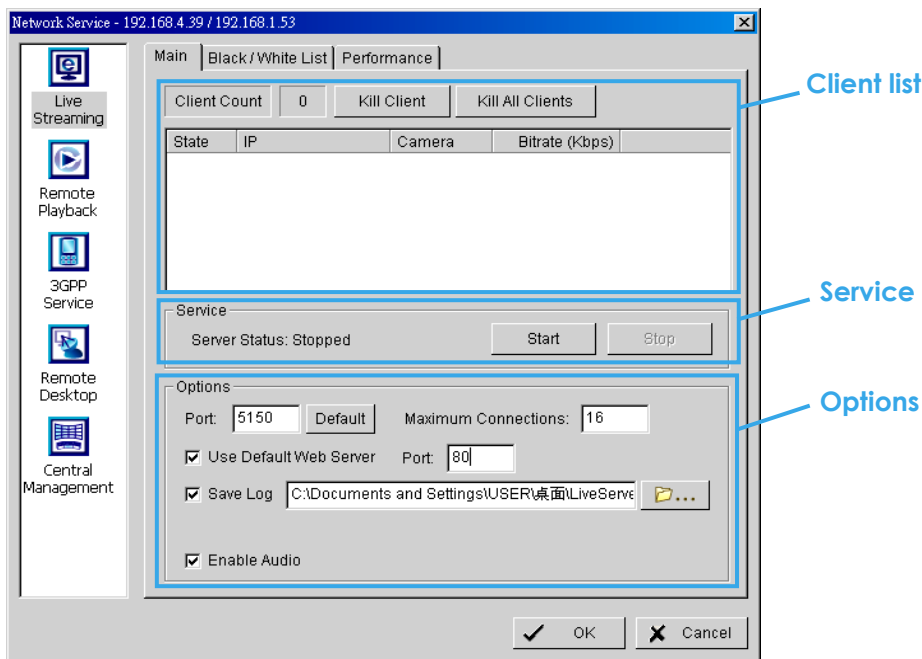 Network Service - 192.168.4.39 / 192.168.1.53
Live
Streaming
Remote
Playback
3GPP
Service
Remote
Desktop
Central
Management
Main
Black / White List
Performance
Client Count 0 Kill Client Kill All Clients
State IP Camera Bitrate (Kbps)
Client list
Service
Server Status: Stopped Start Stop
Service
Options
Port: 5150 Default Maximum Connections: 16
Use Default Web Server Port: 80
Save Log C:\Documents and Settings\USER\桌面\LiveServe ...
Enable Audio
Options
OK Cancel